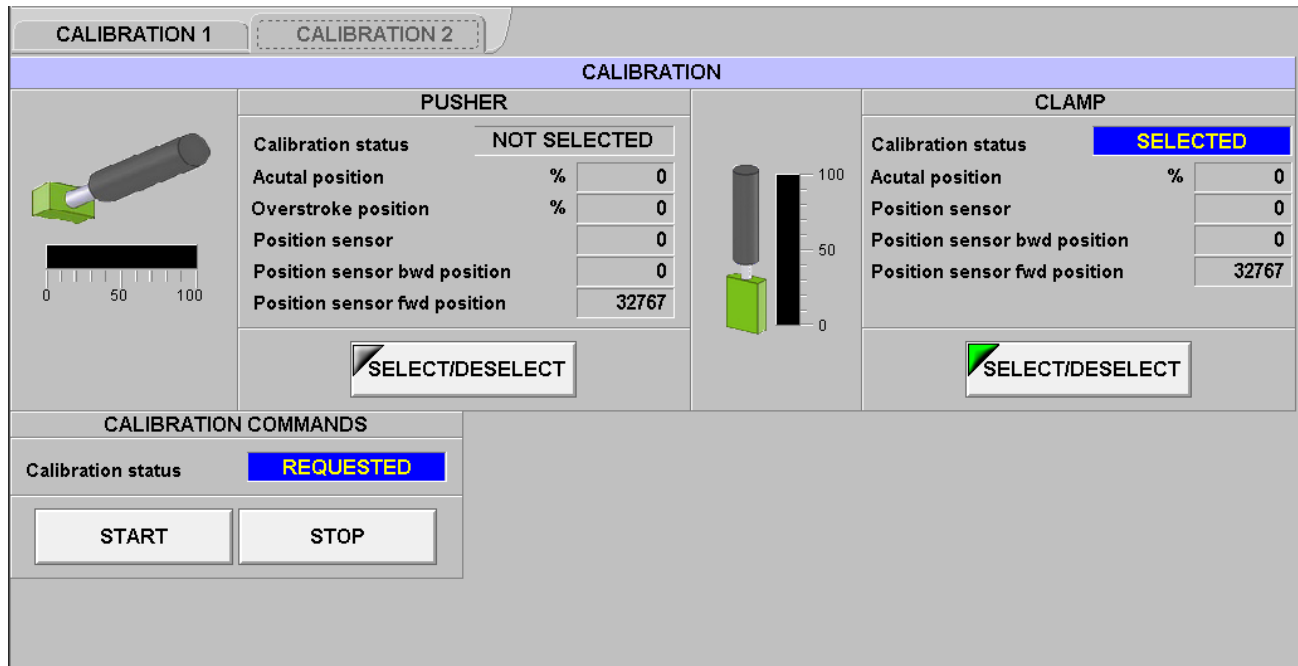 CALIBRATION 1 CALIBRATION 2
CALIBRATION
PUSHER
Calibration status NOT SELECTED
Acutal position % 0
Overstroke position % 0
Position sensor 0
Position sensor bwd position 0
Position sensor fwd position 32767
0 50 100
SELECT/DESELECT
100
50
0
CLAMP
Calibration status SELECTED
Acutal position % 0
Position sensor 0
Position sensor bwd position 0
Position sensor fwd position 32767
SELECT/DESELECT
CALIBRATION COMMANDS
Calibration status REQUESTED
START STOP